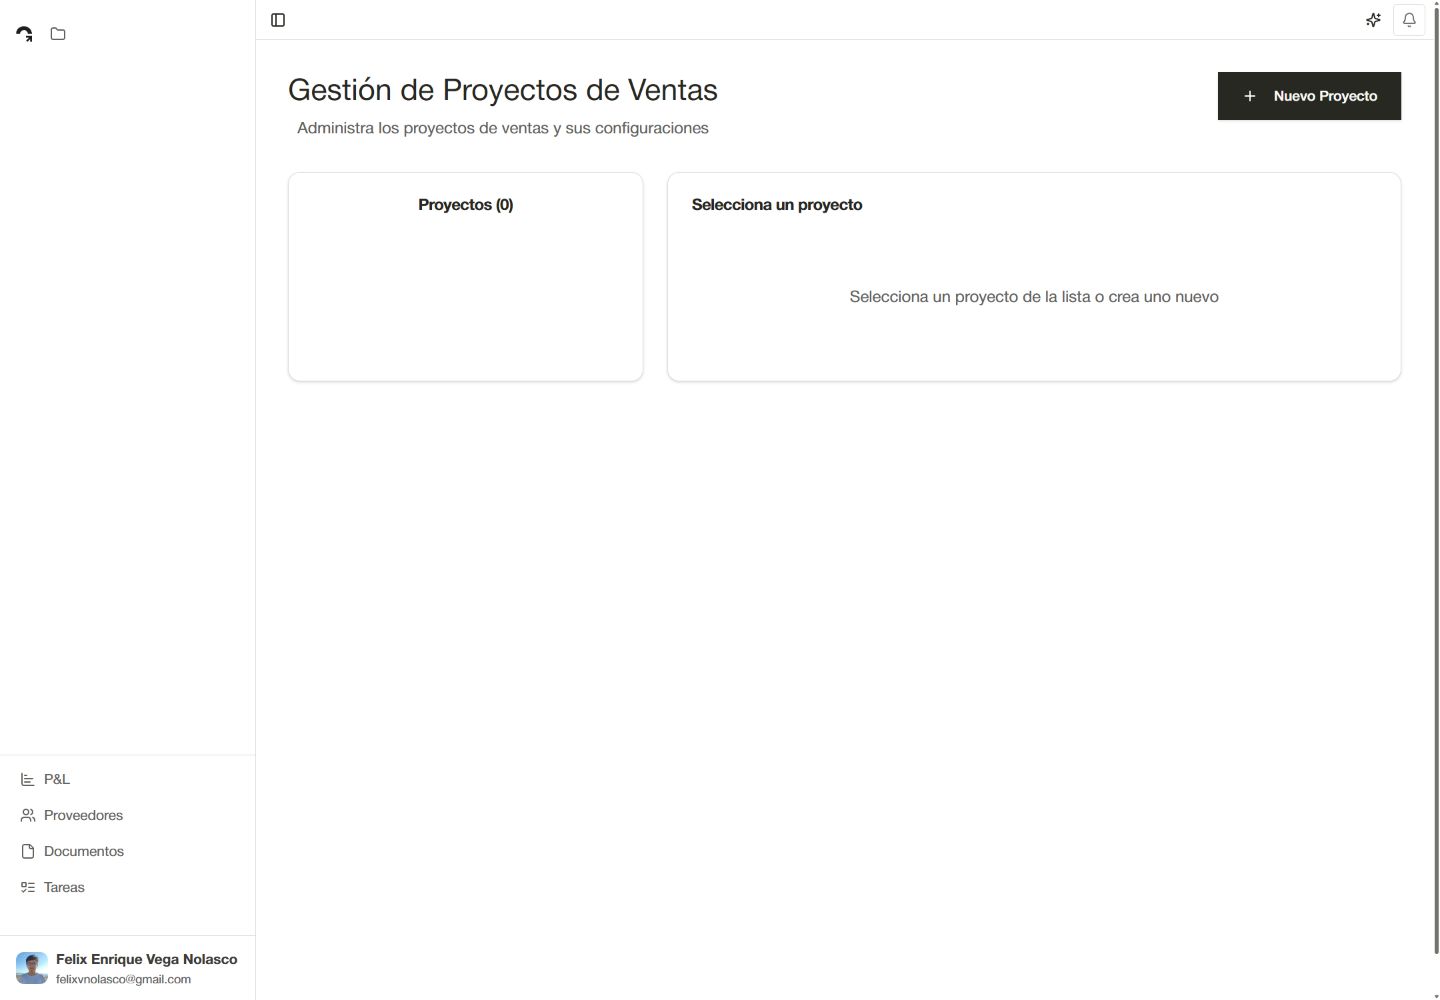 Gestión de Proyectos de Ventas
Administra los proyectos de ventas y sus configuraciones
Nuevo Proyecto
Proyectos (0)
Selecciona un proyecto
Selecciona un proyecto de la lista o crea uno nuevo
P&L
Proveedores
Documentos
Tareas
Felix Enrique Vega Nolasco
felixvnolasco@gmail.com